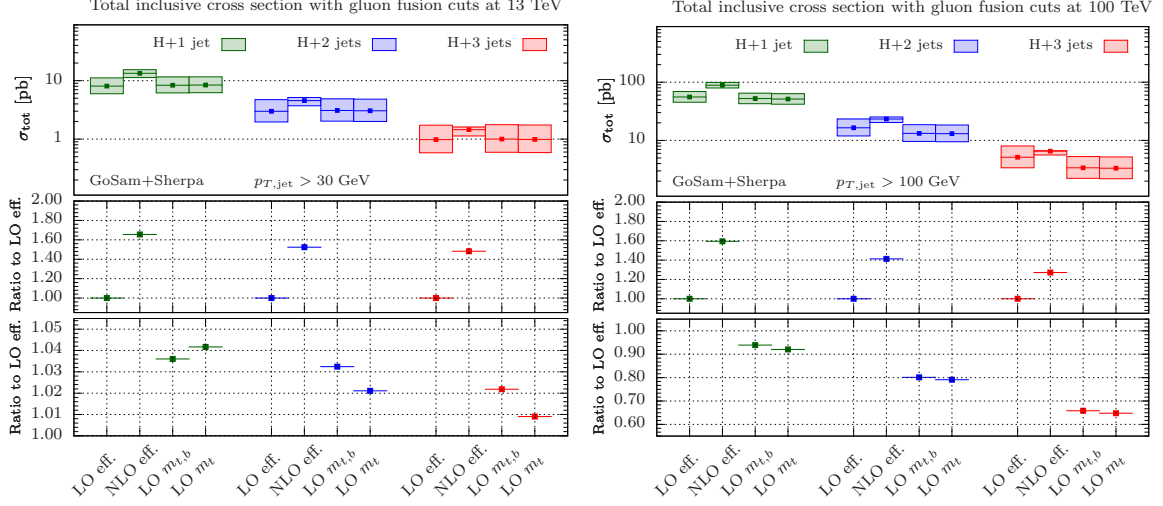 Total inclusive cross section with gluon fusion cuts at 13 TeV
H+1 jet
H+2 jets
H+3 jets
σtot [pb]
10
1
GoSam+Sherpa
pT,jet > 30 GeV
Ratio to LO eff.
2.00
1.80
1.60
1.40
1.20
1.00
Ratio to LO eff.
1.05
1.04
1.03
1.02
1.01
1.00
LO eff.
NLO eff.
LO mt,b
LO mt
LO eff.
NLO eff.
LO mt,b
LO mt
LO eff.
NLO eff.
LO mt,b
LO mt
Total inclusive cross section with gluon fusion cuts at 100 TeV
H+1 jet
H+2 jets
H+3 jets
σtot [pb]
100
10
GoSam+Sherpa
pT,jet > 100 GeV
Ratio to LO eff.
2.00
1.80
1.60
1.40
1.20
1.00
Ratio to LO eff.
1.00
0.90
0.80
0.70
0.60
LO eff.
NLO eff.
LO mt,b
LO mt
LO eff.
NLO eff.
LO mt,b
LO mt
LO eff.
NLO eff.
LO mt,b
LO mt